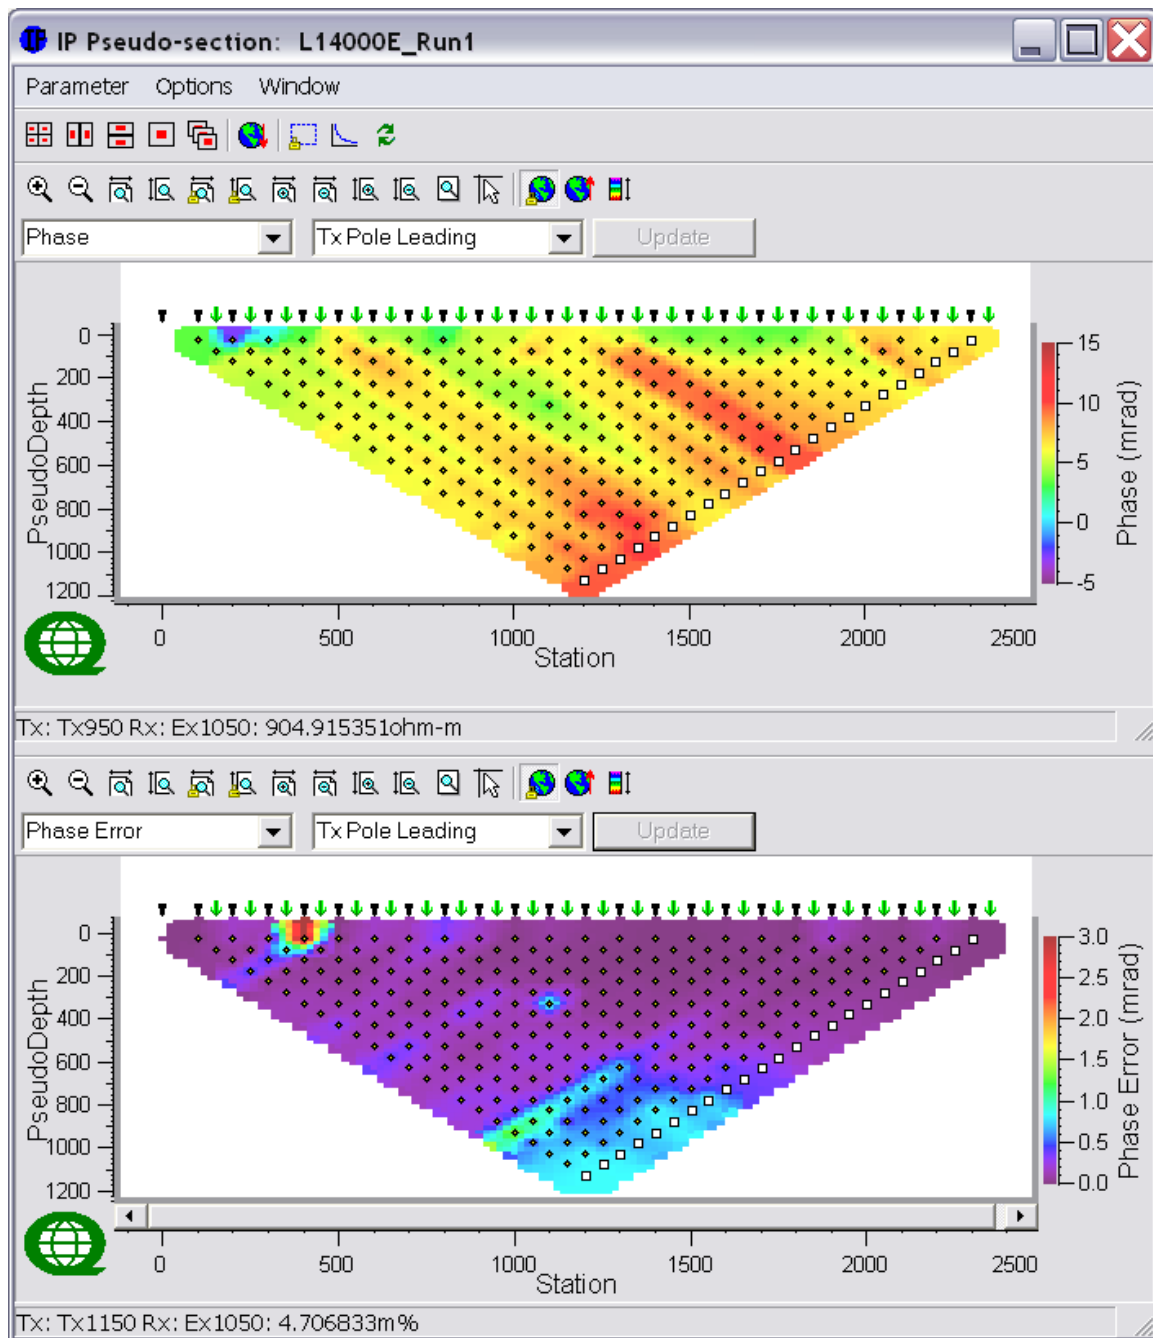 IP Pseudo-section: L14000E_Run1
Parameter Options Window
Phase Tx Pole Leading Update
0
200
400
600
800
1000
1200
PseudoDepth
0 500 1000 1500 2000 2500
Station
15
10
5
0
-5
Phase (mrad)
Tx: Tx950 Rx: Ex1050: 904.915351ohm-m
Phase Error Tx Pole Leading Update
0
200
400
600
800
1000
1200
PseudoDepth
0 500 1000 1500 2000 2500
Station
3.0
2.5
2.0
1.5
1.0
0.5
0.0
Phase Error (mrad)
Tx: Tx1150 Rx: Ex1050: 4.706833m%